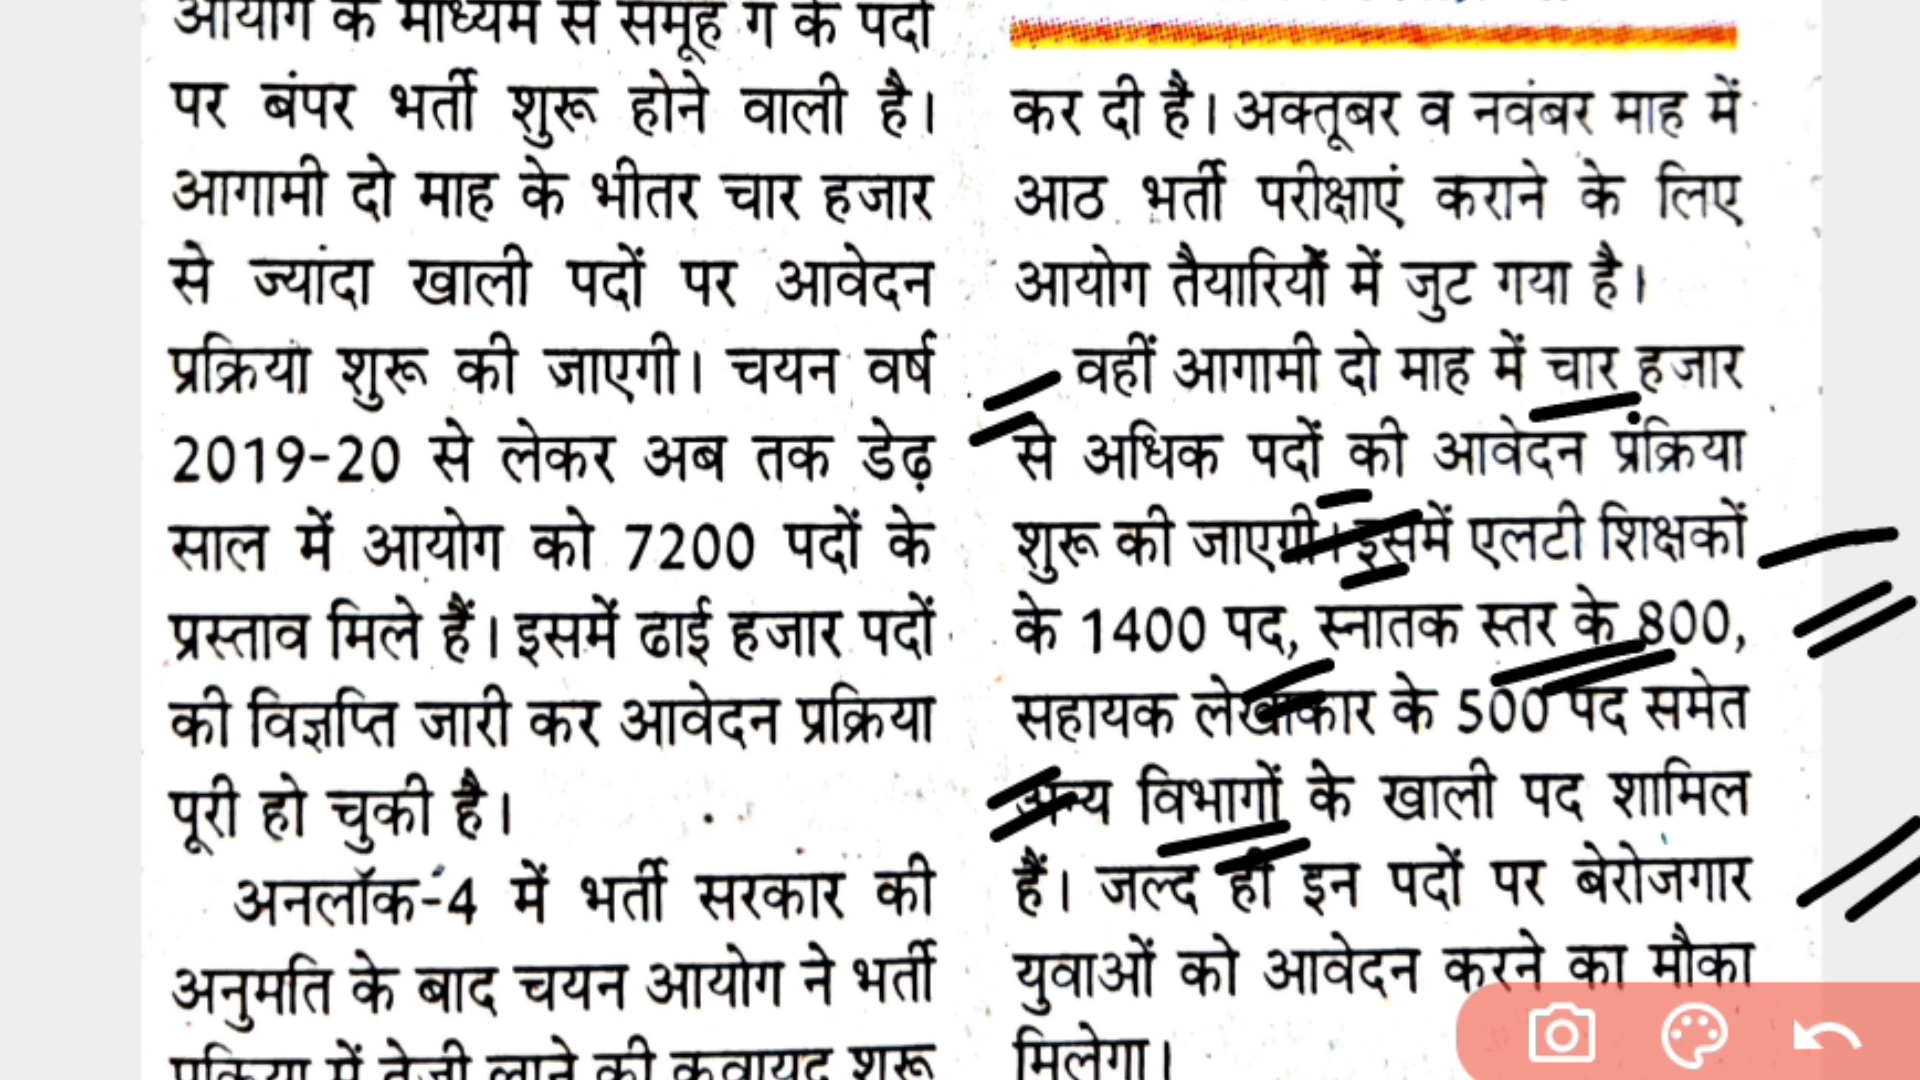 आयोग के माध्यम से समूह ग के पदों
पर बंपर भर्ती शुरू होने वाली है।
आगामी दो माह के भीतर चार हजार
से ज्यादा खाली पदों पर आवेदन
प्रक्रिया शुरू की जाएगी। चयन वर्ष
2019-20 से लेकर अब तक डेढ़
साल में आयोग को 7200 पदों के
प्रस्ताव मिले हैं। इसमें ढाई हजार पदों
की विज्ञप्ति जारी कर आवेदन प्रक्रिया
पूरी हो चुकी है।
अनलॉक-4 में भर्ती सरकार की
अनुमति के बाद चयन आयोग ने भर्ती
प्रक्रिया में तेजी लाने की कवायद शुरू
कर दी है। अक्तूबर व नवंबर माह में
आठ भर्ती परीक्षाएं कराने के लिए
आयोग तैयारियों में जुट गया है।
वहीं आगामी दो माह में चार हजार
से अधिक पदों की आवेदन प्रक्रिया
शुरू की जाएगी। इसमें एलटी शिक्षकों
के 1400 पद, स्नातक स्तर के 800,
सहायक लेखाकार के 500 पद समेत
अन्य विभागों के खाली पद शामिल
हैं। जल्द ही इन पदों पर बेरोजगार
युवाओं को आवेदन करने का मौका
मिलेगा।